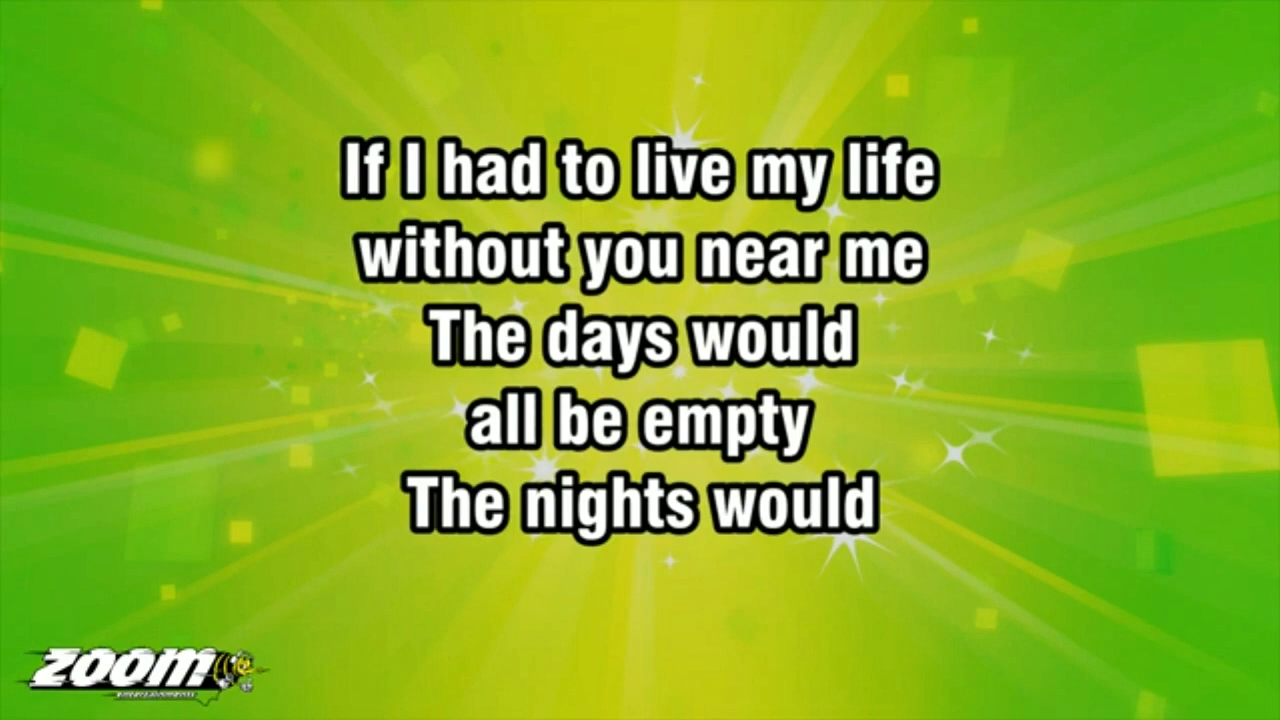 If I had to live my life
without you near me
The days would
all be empty
The nights would
ZOOM
entertainments